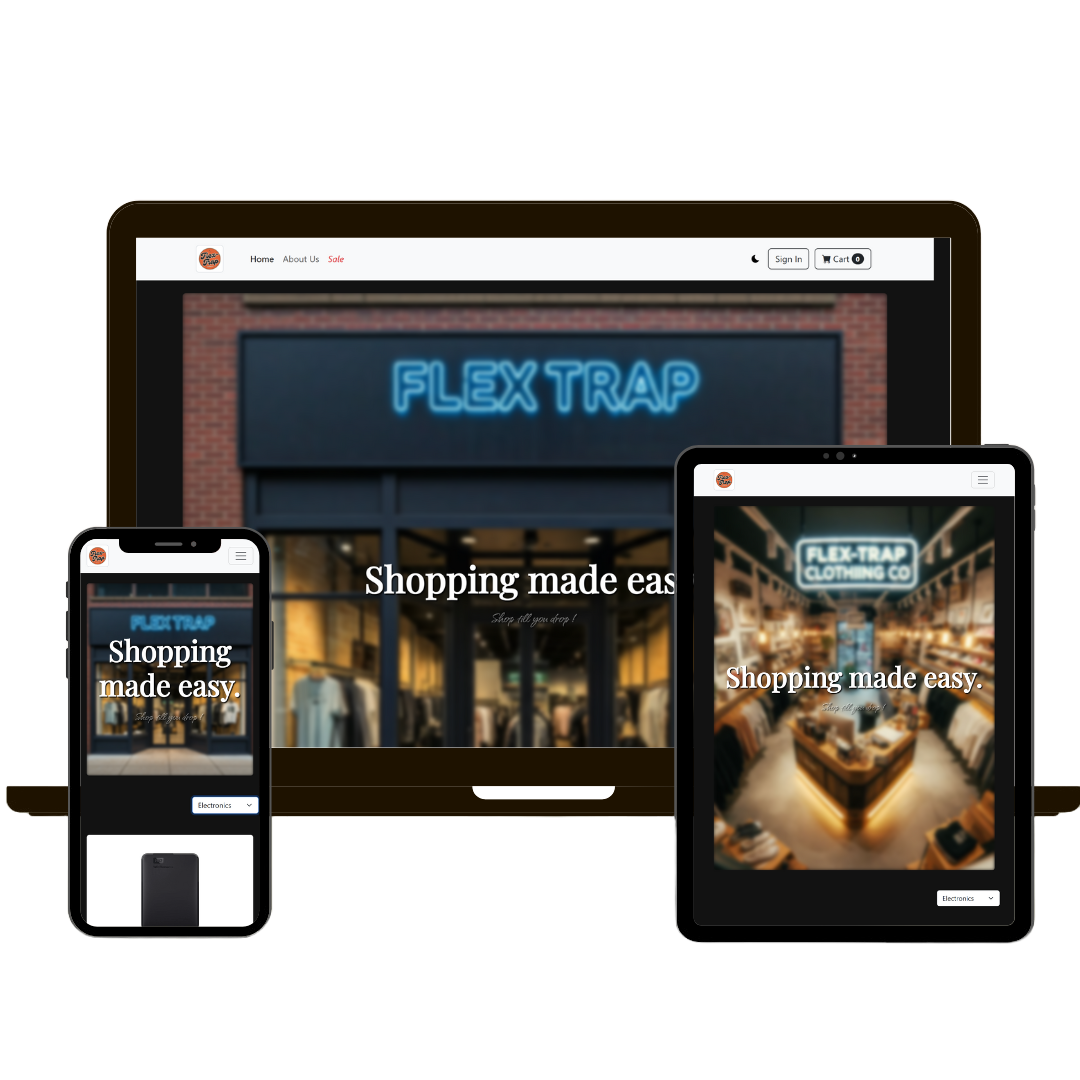 Flex-Trap
Home About Us Sale
Sign In
Cart 0
FLEX TRAP
Shopping made eas
Shop till you drop !
Flex-Trap
FLEX TRAP
Shopping
made easy.
Shop till you drop !
Electronics
Flex-Trap
FLEX-TRAP
CLOTHIING CO
Shopping made easy.
Shop till you drop !
Electronics